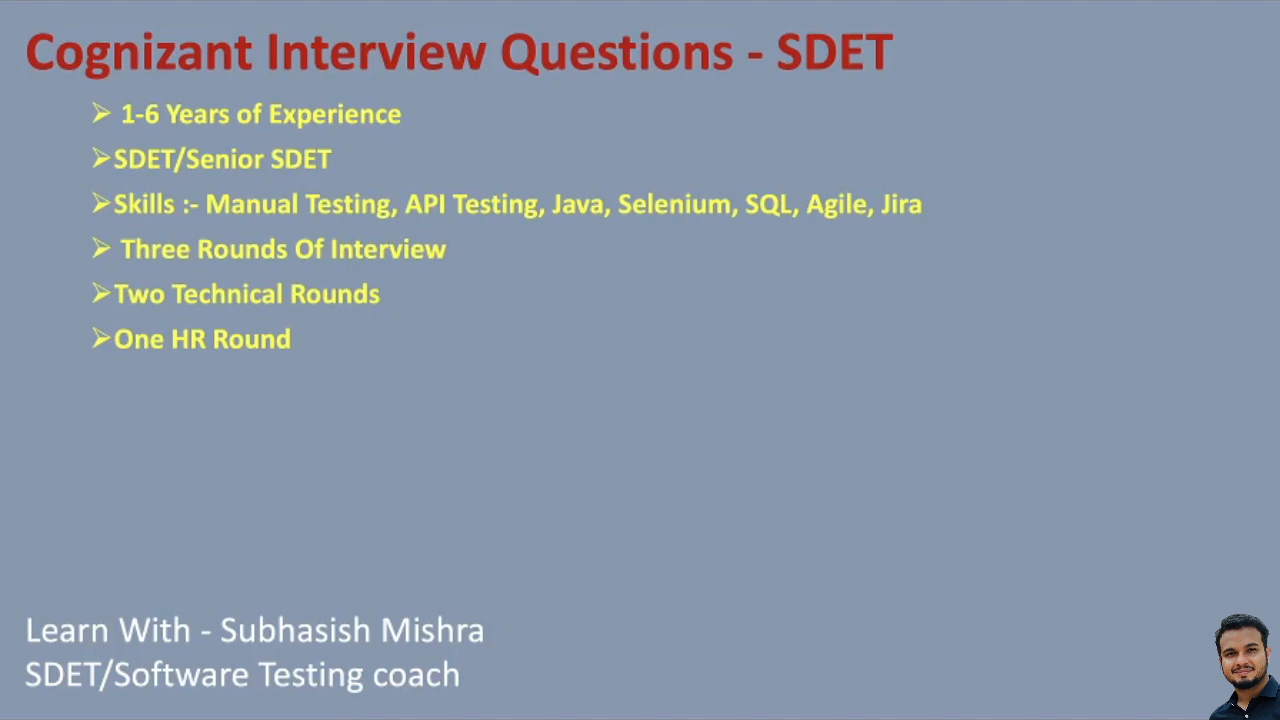 Cognizant Interview Questions - SDET
➢ 1-6 Years of Experience
➢SDET/Senior SDET
➢Skills :- Manual Testing, API Testing, Java, Selenium, SQL, Agile, Jira
➢ Three Rounds Of Interview
➢Two Technical Rounds
➢One HR Round
Learn With - Subhasish Mishra
SDET/Software Testing coach